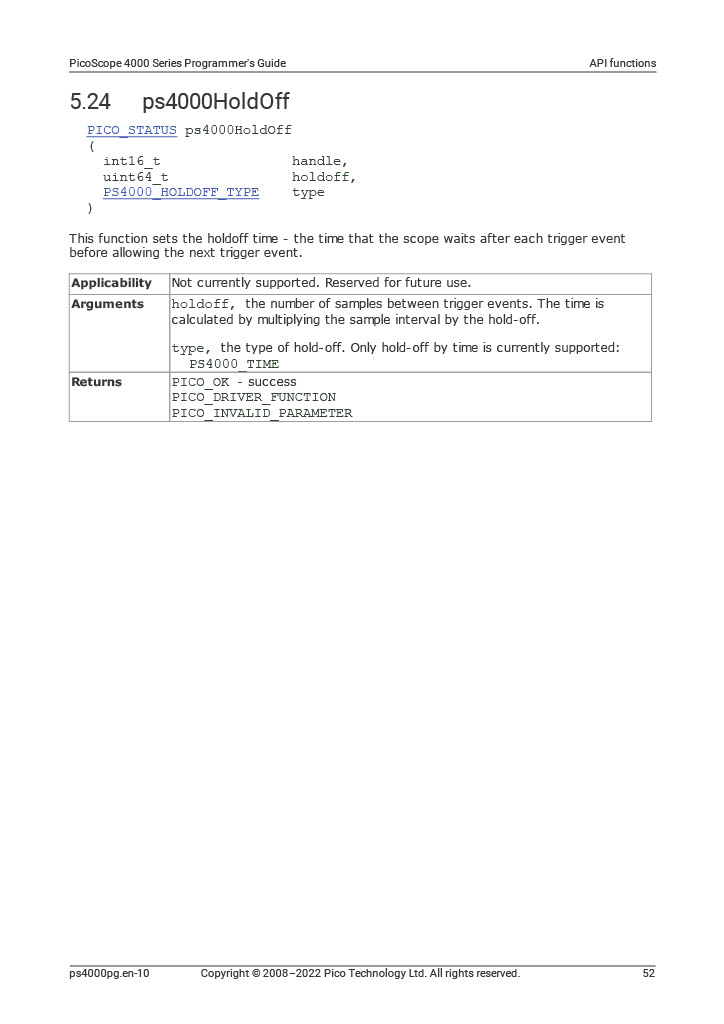 PicoScope 4000 Series Programmer's Guide API functions
5.24 ps4000HoldOff
PICO_STATUS ps4000HoldOff
(
int16_t handle,
uint64_t holdoff,
PS4000_HOLDOFF_TYPE type
)
This function sets the holdoff time - the time that the scope waits after each trigger event
before allowing the next trigger event.
Applicability Not currently supported. Reserved for future use.
Arguments holdoff, the number of samples between trigger events. The time is
calculated by multiplying the sample interval by the hold-off.
type, the type of hold-off. Only hold-off by time is currently supported:
PS4000_TIME
Returns PICO_OK - success
PICO_DRIVER_FUNCTION
PICO_INVALID_PARAMETER
ps4000pg.en-10 Copyright © 2008–2022 Pico Technology Ltd. All rights reserved. 52